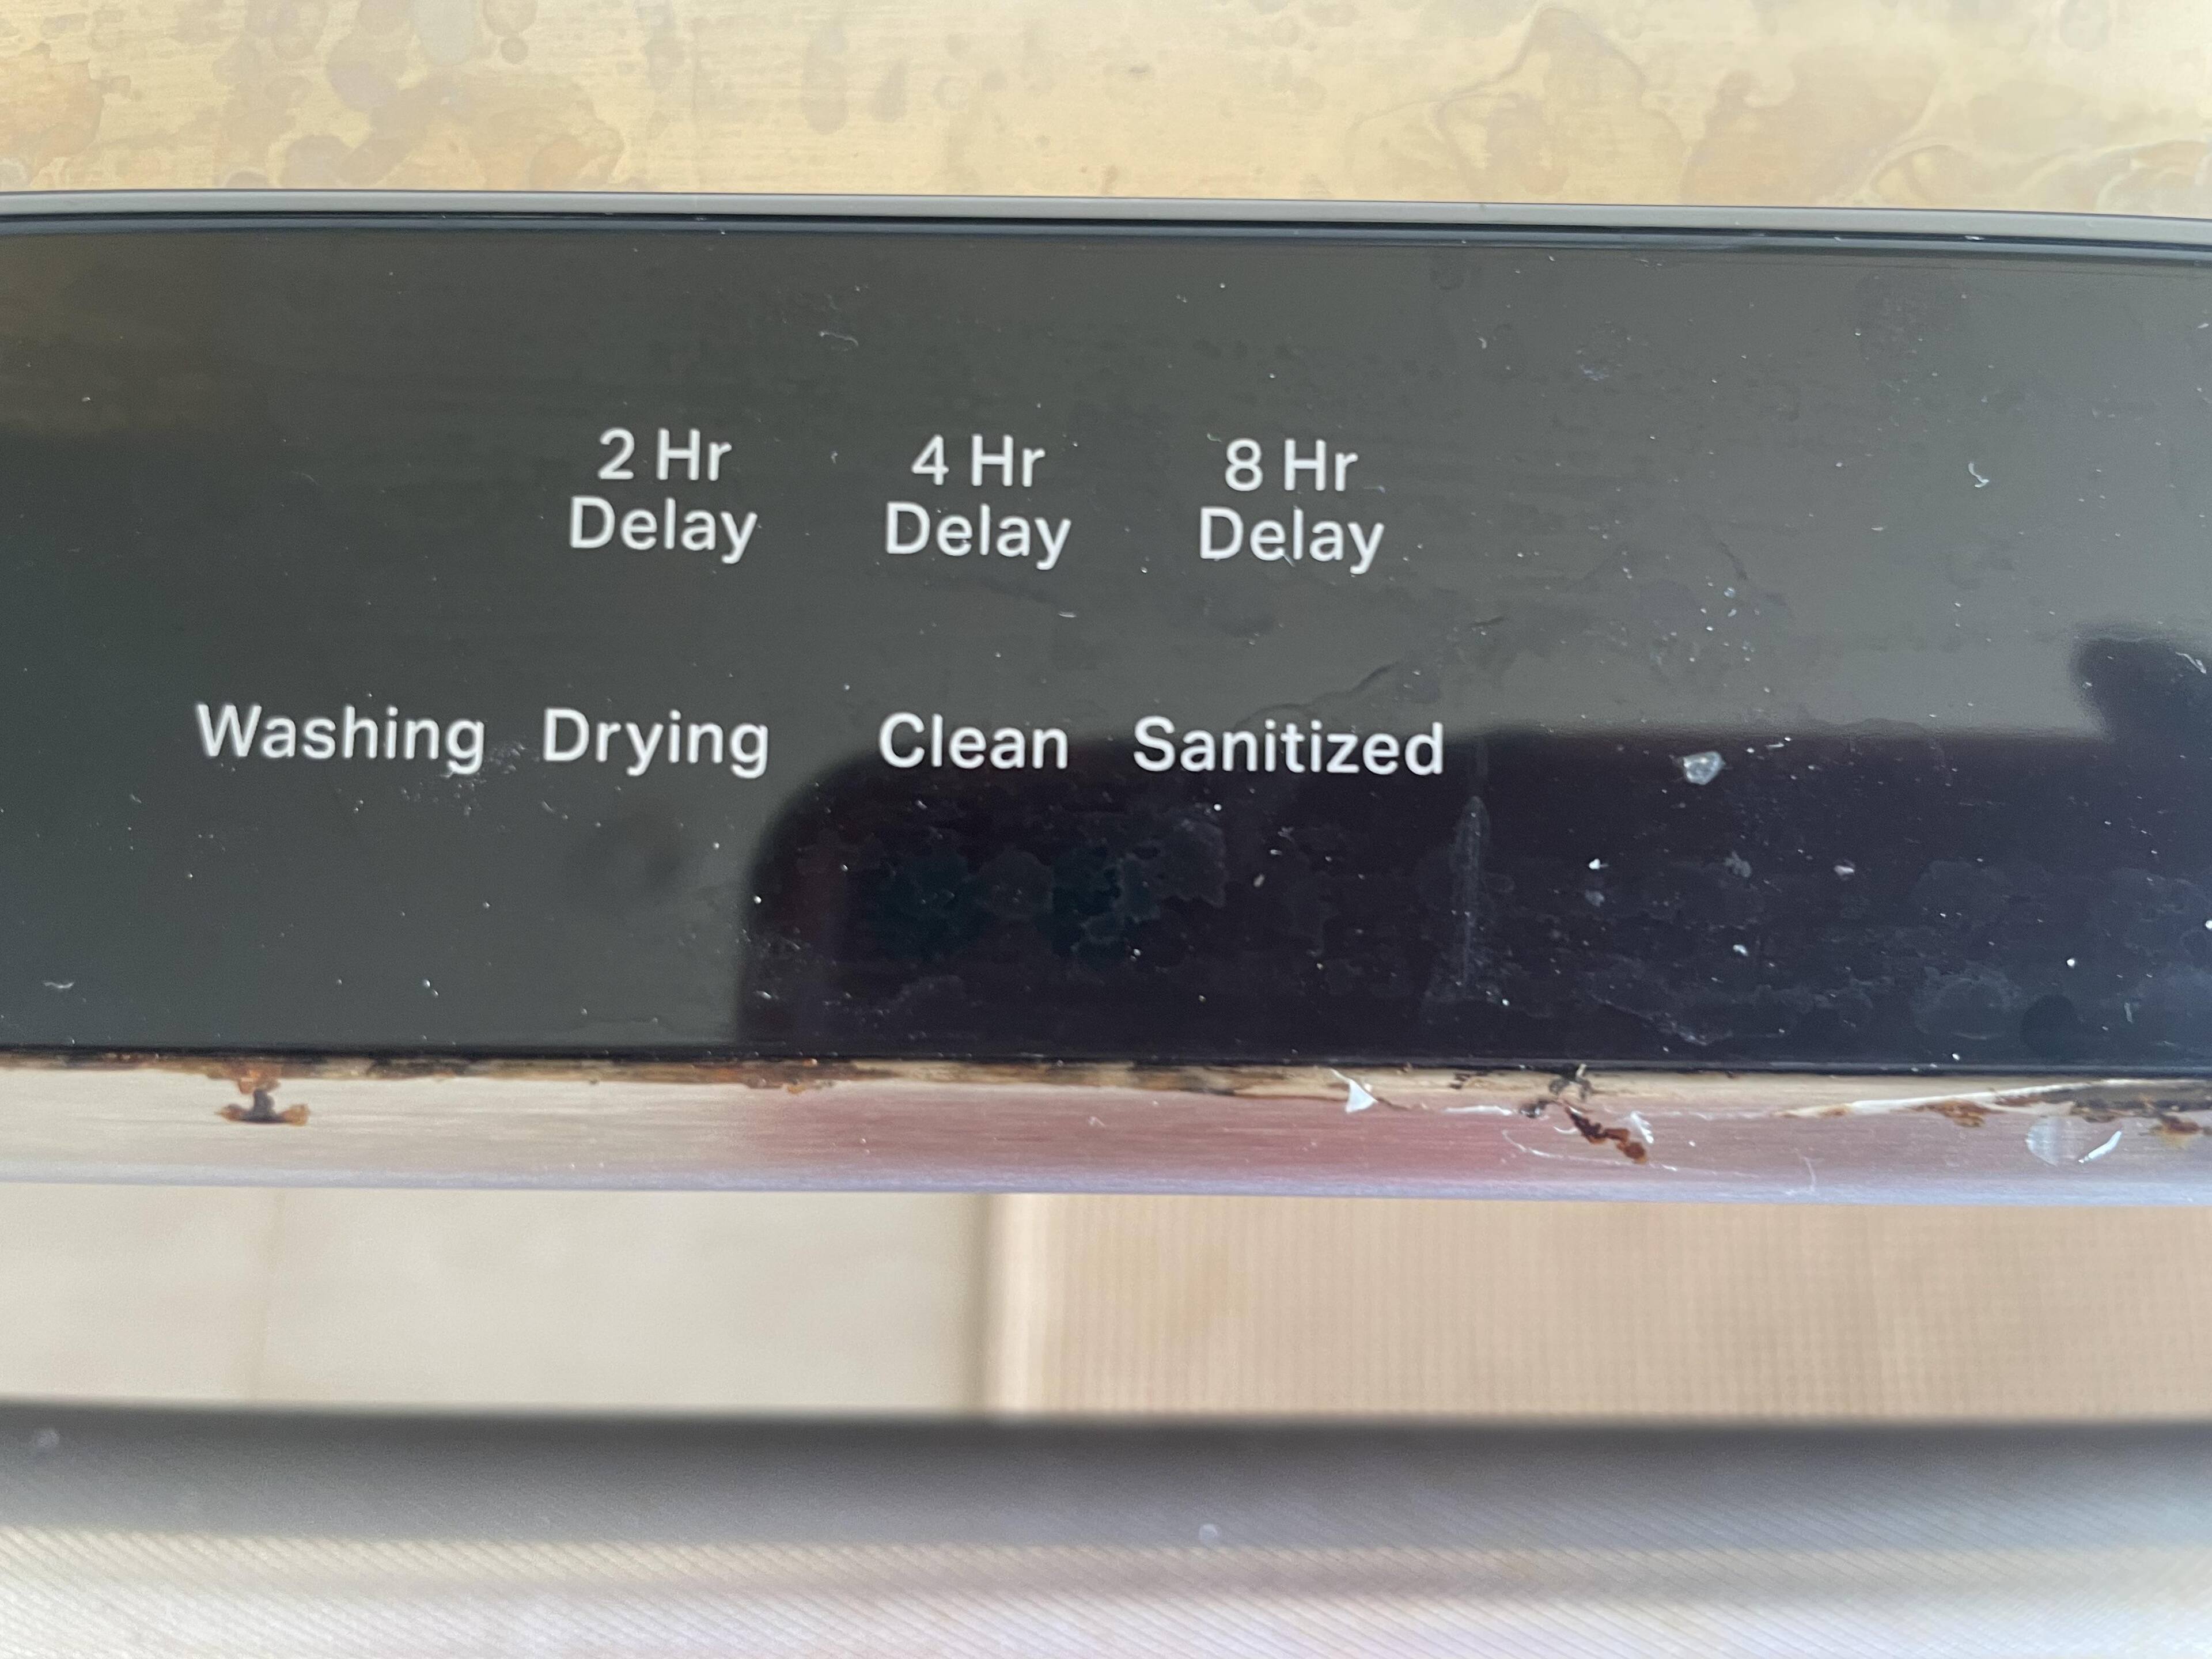 2 Hr 4 Hr 8 Hr
Delay Delay Delay
Washing Drying Clean Sanitized